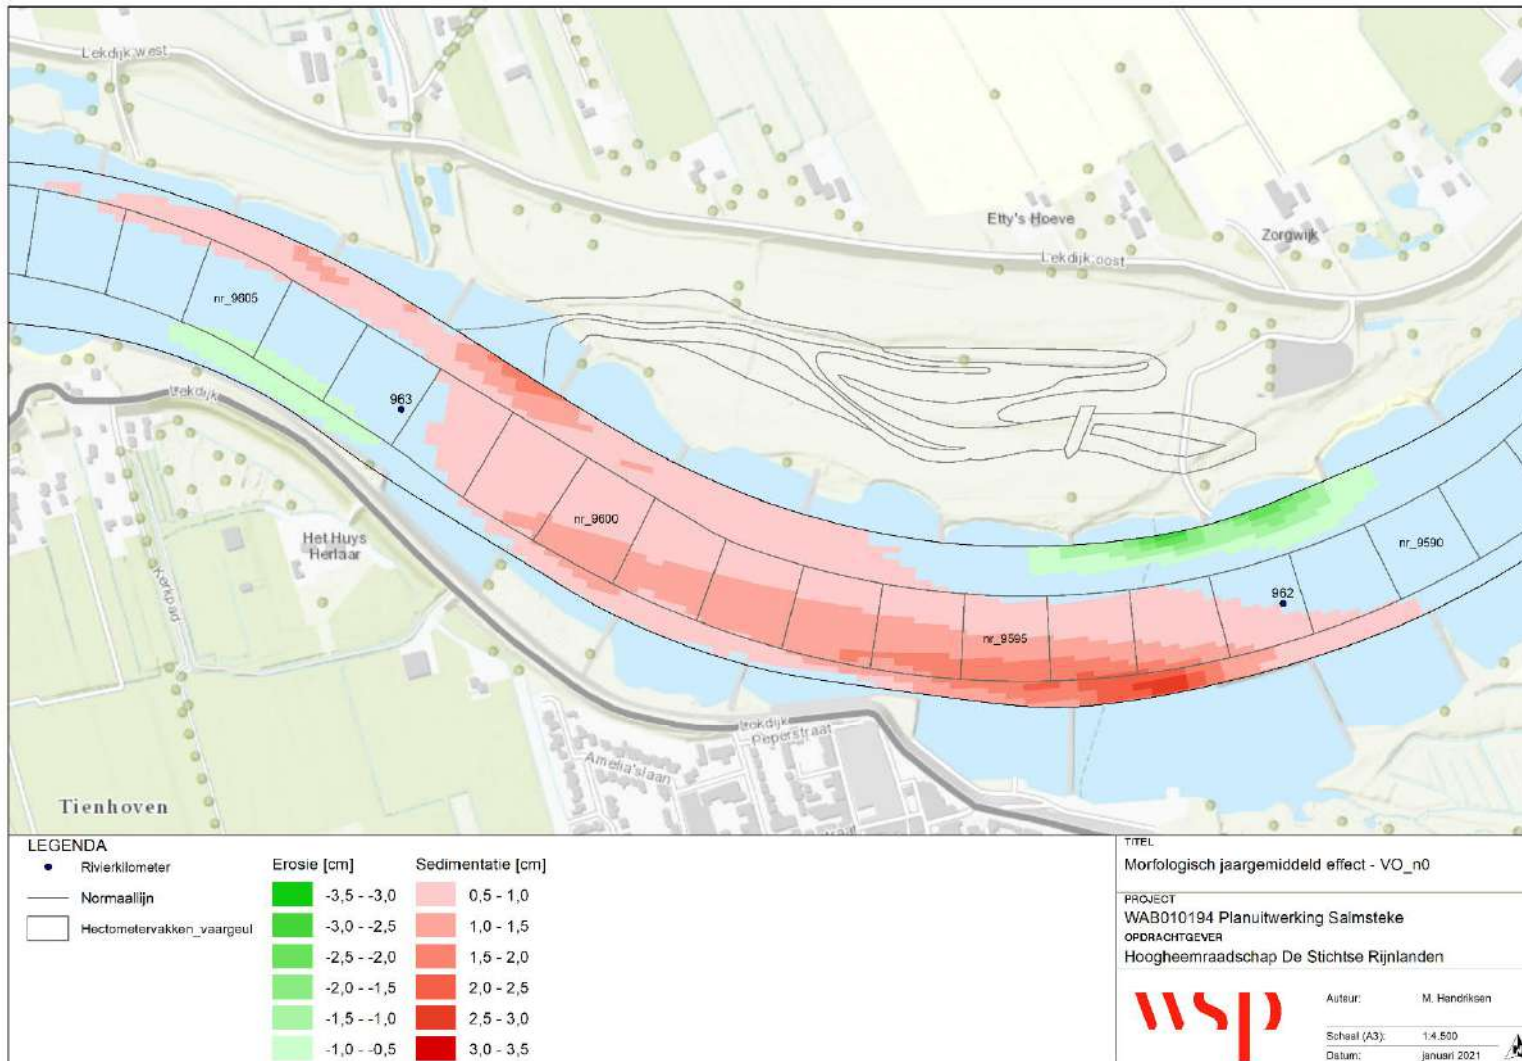 Lekdijk west
Etty's Hoeve
Zorgwijk
Lekdijk oost
nr_9605
Lekdijk
963
nr_9600
nr_9590
Het Huys
Herlaar
962
Kerkpad
nr_9595
Lekdijk
Peperstraat
Amelia'slaan
Tienhoven
LEGENDA
Rivierkilometer
Normaallijn
Hectometervakken_vaargeul
Erosie [cm]
-3,5 - -3,0
-3,0 - -2,5
-2,5 - -2,0
-2,0 - -1,5
-1,5 - -1,0
-1,0 - -0,5
Sedimentatie [cm]
0,5 - 1,0
1,0 - 1,5
1,5 - 2,0
2,0 - 2,5
2,5 - 3,0
3,0 - 3,5
TITEL
Morfologisch jaargemiddeld effect - VO_n0
PROJECT
WAB010194 Planuitwerking Salmsteke
OPDRACHTGEVER
Hoogheemraadschap De Stichtse Rijnlanden
wsp
Auteur: M. Hendriksen
Schaal (A3): 1:4.500
Datum: januari 2021